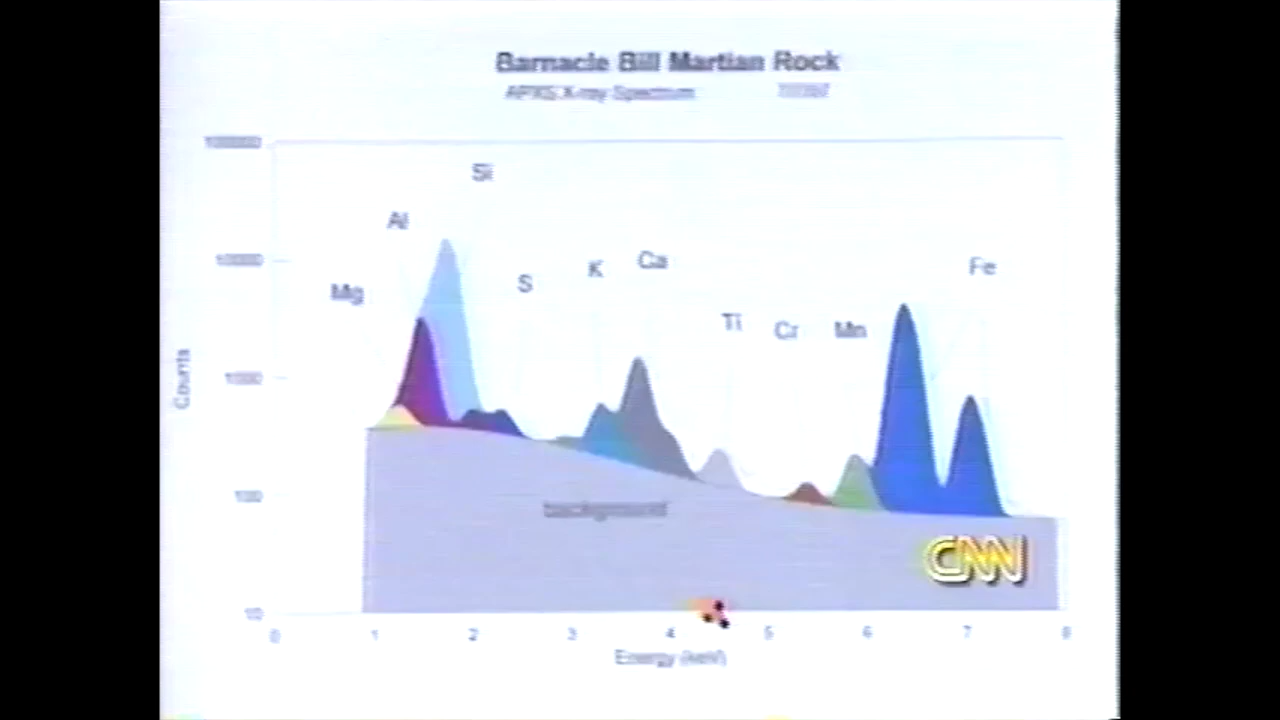 Barnacle Bill Martian Rock
APXS X-ray Spectrum
Si
Al
Ca
K
Fe
S
Mg
Ti
Cr
Mn
10000
1000
100
10
Counts
background
CNN
0 1 2 3 4 5 6 7 8
Energy (keV)